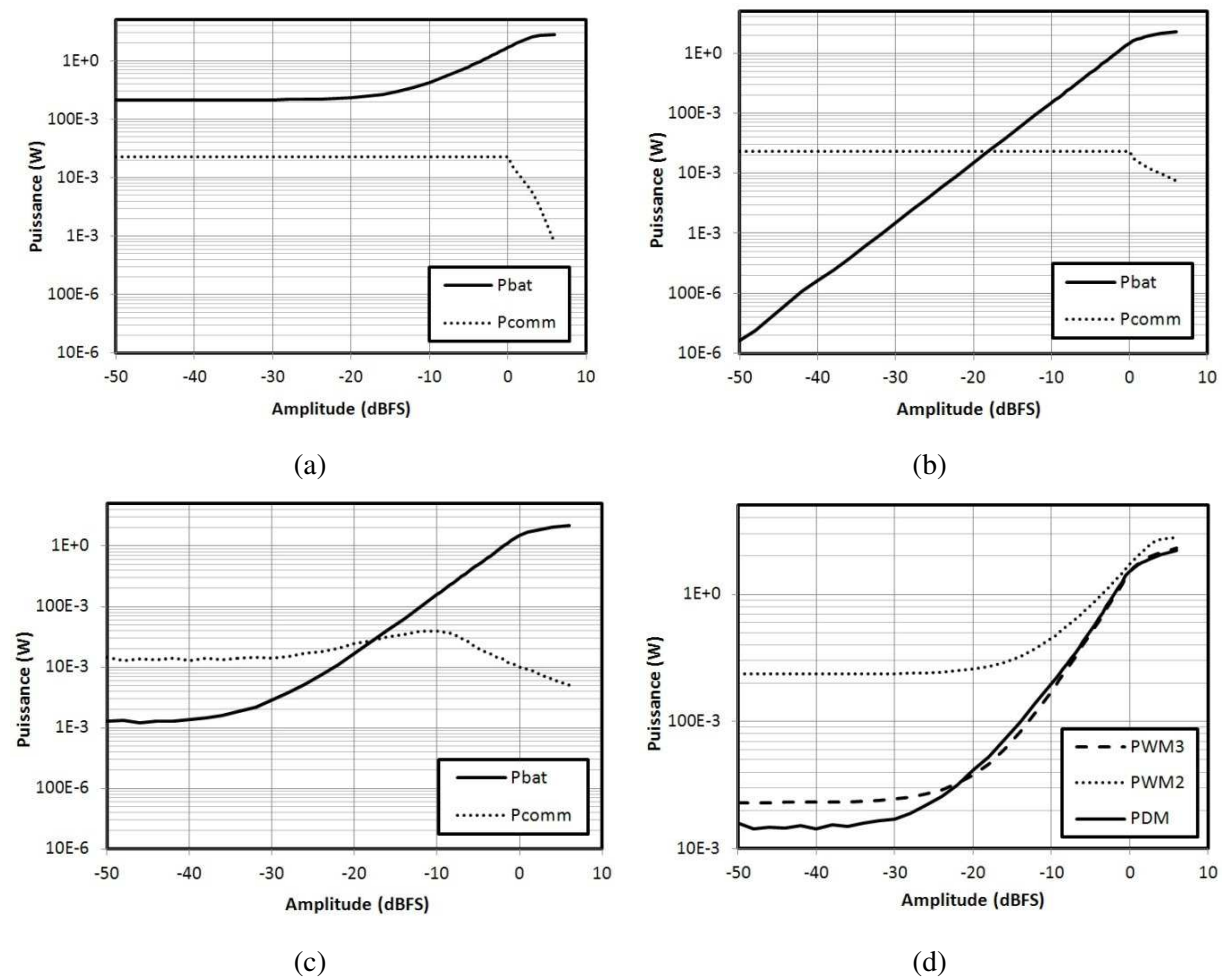 1E+0
100E-3
10E-3
1E-3
100E-6
10E-6
Puissance (W)
-50 -40 -30 -20 -10 0 10
Amplitude (dBFS)
Pbat
Pcomm
(a)
1E+0
100E-3
10E-3
1E-3
100E-6
10E-6
Puissance (W)
-50 -40 -30 -20 -10 0 10
Amplitude (dBFS)
Pbat
Pcomm
(b)
1E+0
100E-3
10E-3
1E-3
100E-6
10E-6
Puissance (W)
-50 -40 -30 -20 -10 0 10
Amplitude (dBFS)
Pbat
Pcomm
(c)
1E+0
100E-3
10E-3
Puissance (W)
-50 -40 -30 -20 -10 0 10
Amplitude (dBFS)
PWM3
PWM2
PDM
(d)